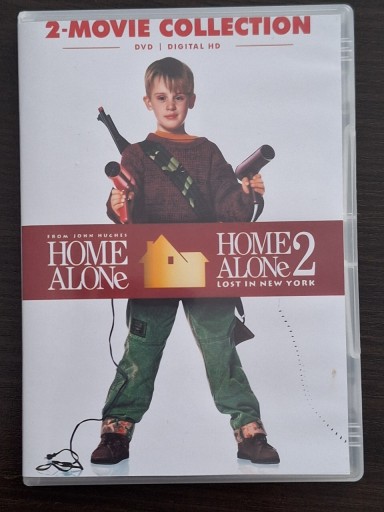 2-MOVIE COLLECTION
DVD | DIGITAL HD
FROM JOHN HUGHES
HOME
ALONe
HOME
ALONe 2
LOST IN NEW YORK